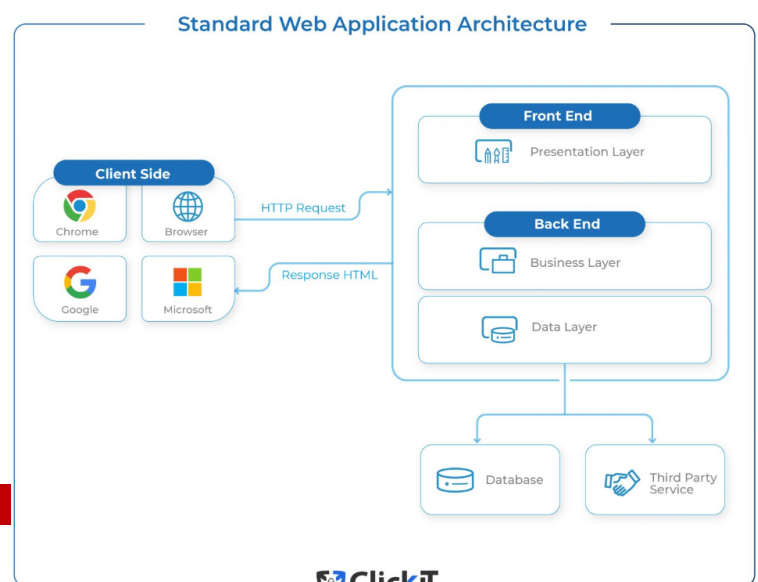 Standard Web Application Architecture
Client Side
Chrome
Browser
Google
Microsoft
HTTP Request
Response HTML
Front End
Presentation Layer
Back End
Business Layer
Data Layer
Database
Third Party
Service
ClickIT